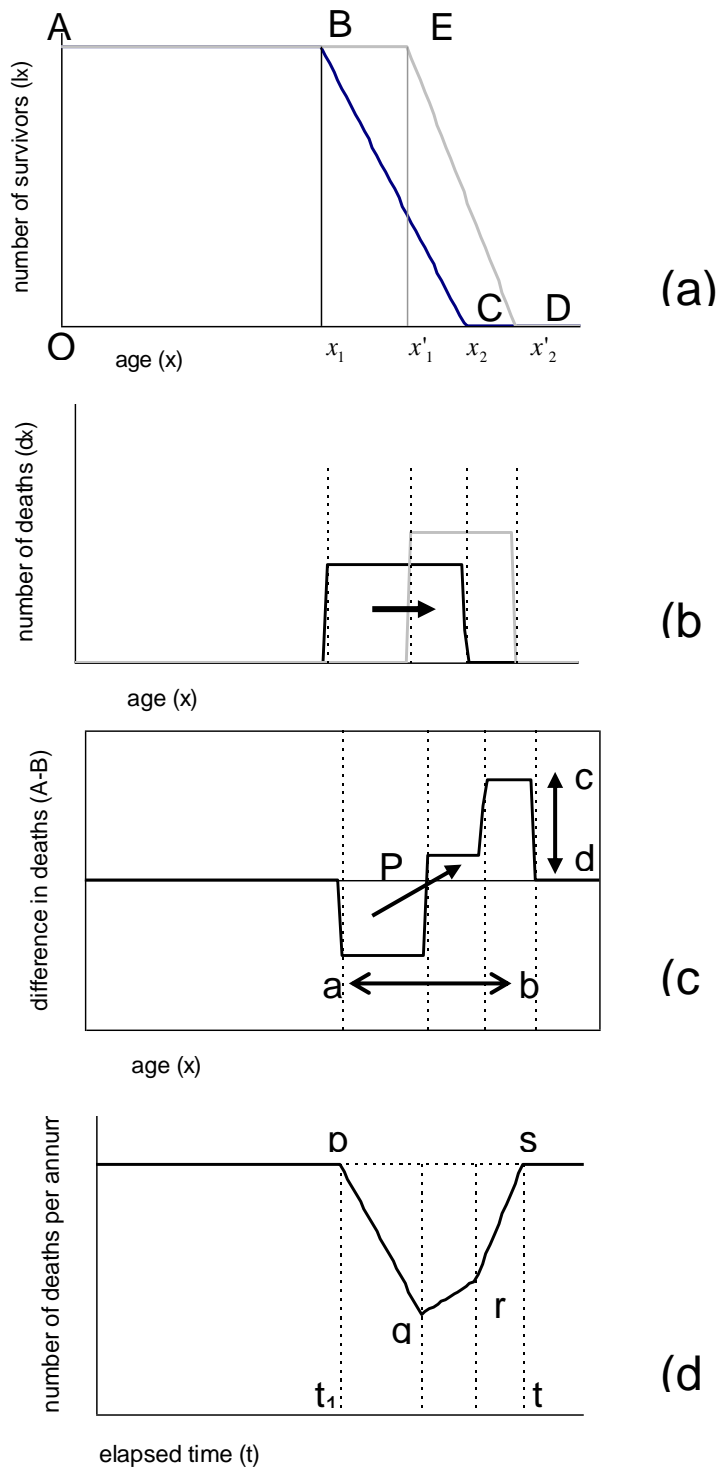 A B E
number of survivors (lx)
(a)
C D
O
x₁ x'₁ x₂ x'₂
age (x)
number of deaths (dx)
(b
age (x)
difference in deaths (A-B)
c
P d
a b
(c
age (x)
number of deaths per annum
p s
q r
t₁ t
(d
elapsed time (t)